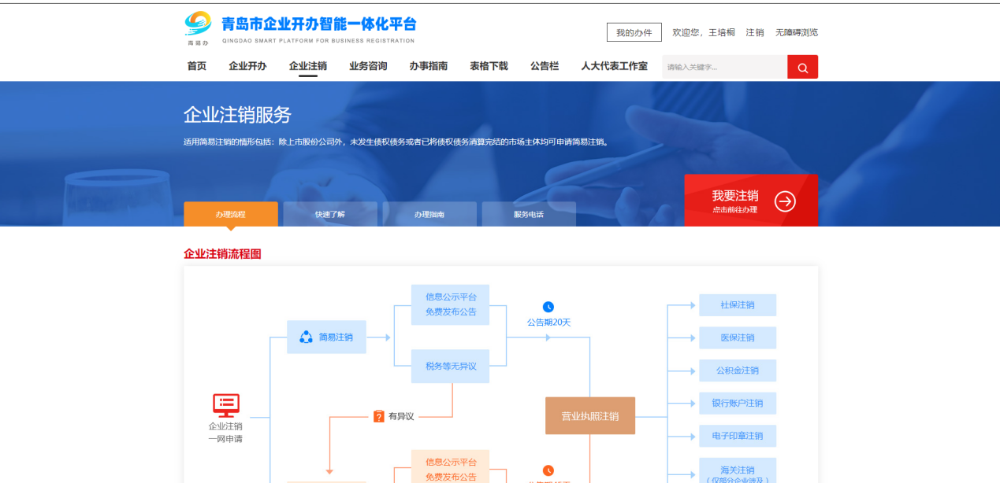 青岛市企业开办智能一体化平台
QINGDAO SMART PLATFORM FOR BUSINESS REGISTRATION
青易办
我的办件 欢迎您，王培桐 注销 无障碍浏览
首页 企业开办 企业注销 业务咨询 办事指南 表格下载 公告栏 人大代表工作室 请输入关键字...
企业注销服务
适用简易注销的情形包括：除上市股份公司外，未发生债权债务或者已将债权债务清算完结的市场主体均可申请简易注销。
我要注销
点击前往办理
办理流程 快速了解 办理指南 服务电话
企业注销流程图
信息公示平台
免费发布公告
公告期20天
社保注销
简易注销
医保注销
税务等无异议
公积金注销
银行账户注销
有异议
营业执照注销
企业注销
一网申请
电子印章注销
信息公示平台
免费发布公告
海关注销
（仅部分企业涉及）